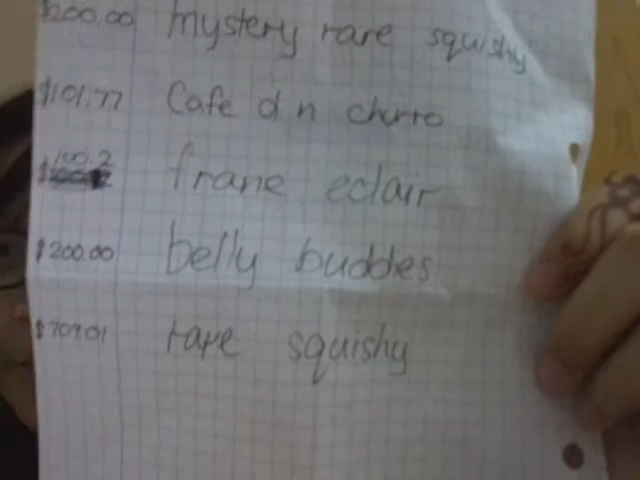 $200.00 mystery rare squishy
$101.77 Cafe d n churro
100.2 frane eclair
$200.00 belly buddies
$709.01 rare squishy